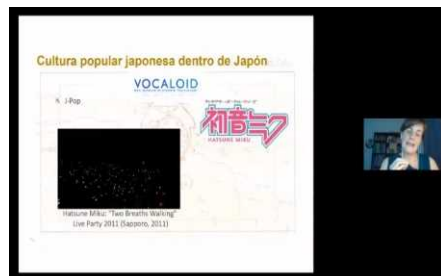 Cultura popular japonesa dentro de Japón
VOCALOID
J-Pop
初音ミク
HATSUNE MIKU
Hatsune Miku: "Two Breaths Walking"
Live Party 2011 (Sapporo, 2011)